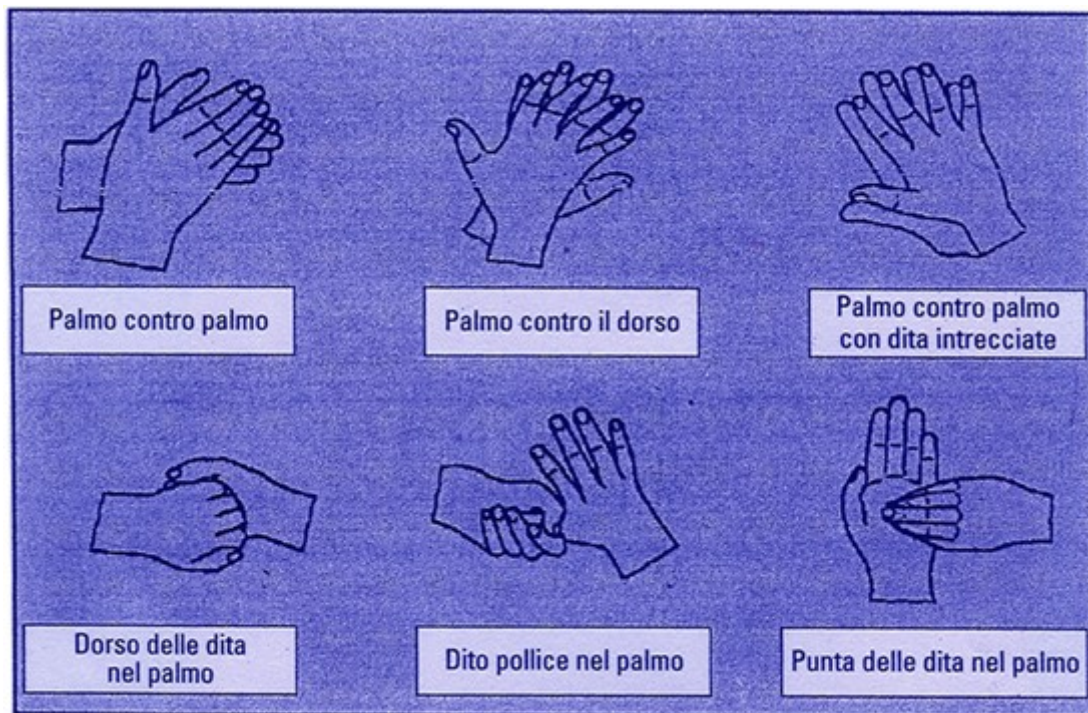 Palmo contro palmo
Palmo contro il dorso
Palmo contro palmo
con dita intrecciate
Dorso delle dita
nel palmo
Dito pollice nel palmo
Punta delle dita nel palmo